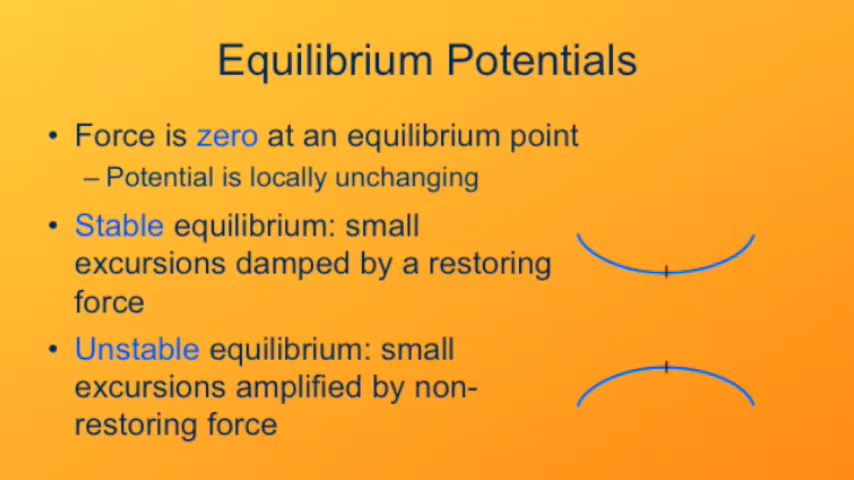 Equilibrium Potentials
• Force is zero at an equilibrium point
– Potential is locally unchanging
• Stable equilibrium: small
excursions damped by a restoring
force
• Unstable equilibrium: small
excursions amplified by non-
restoring force